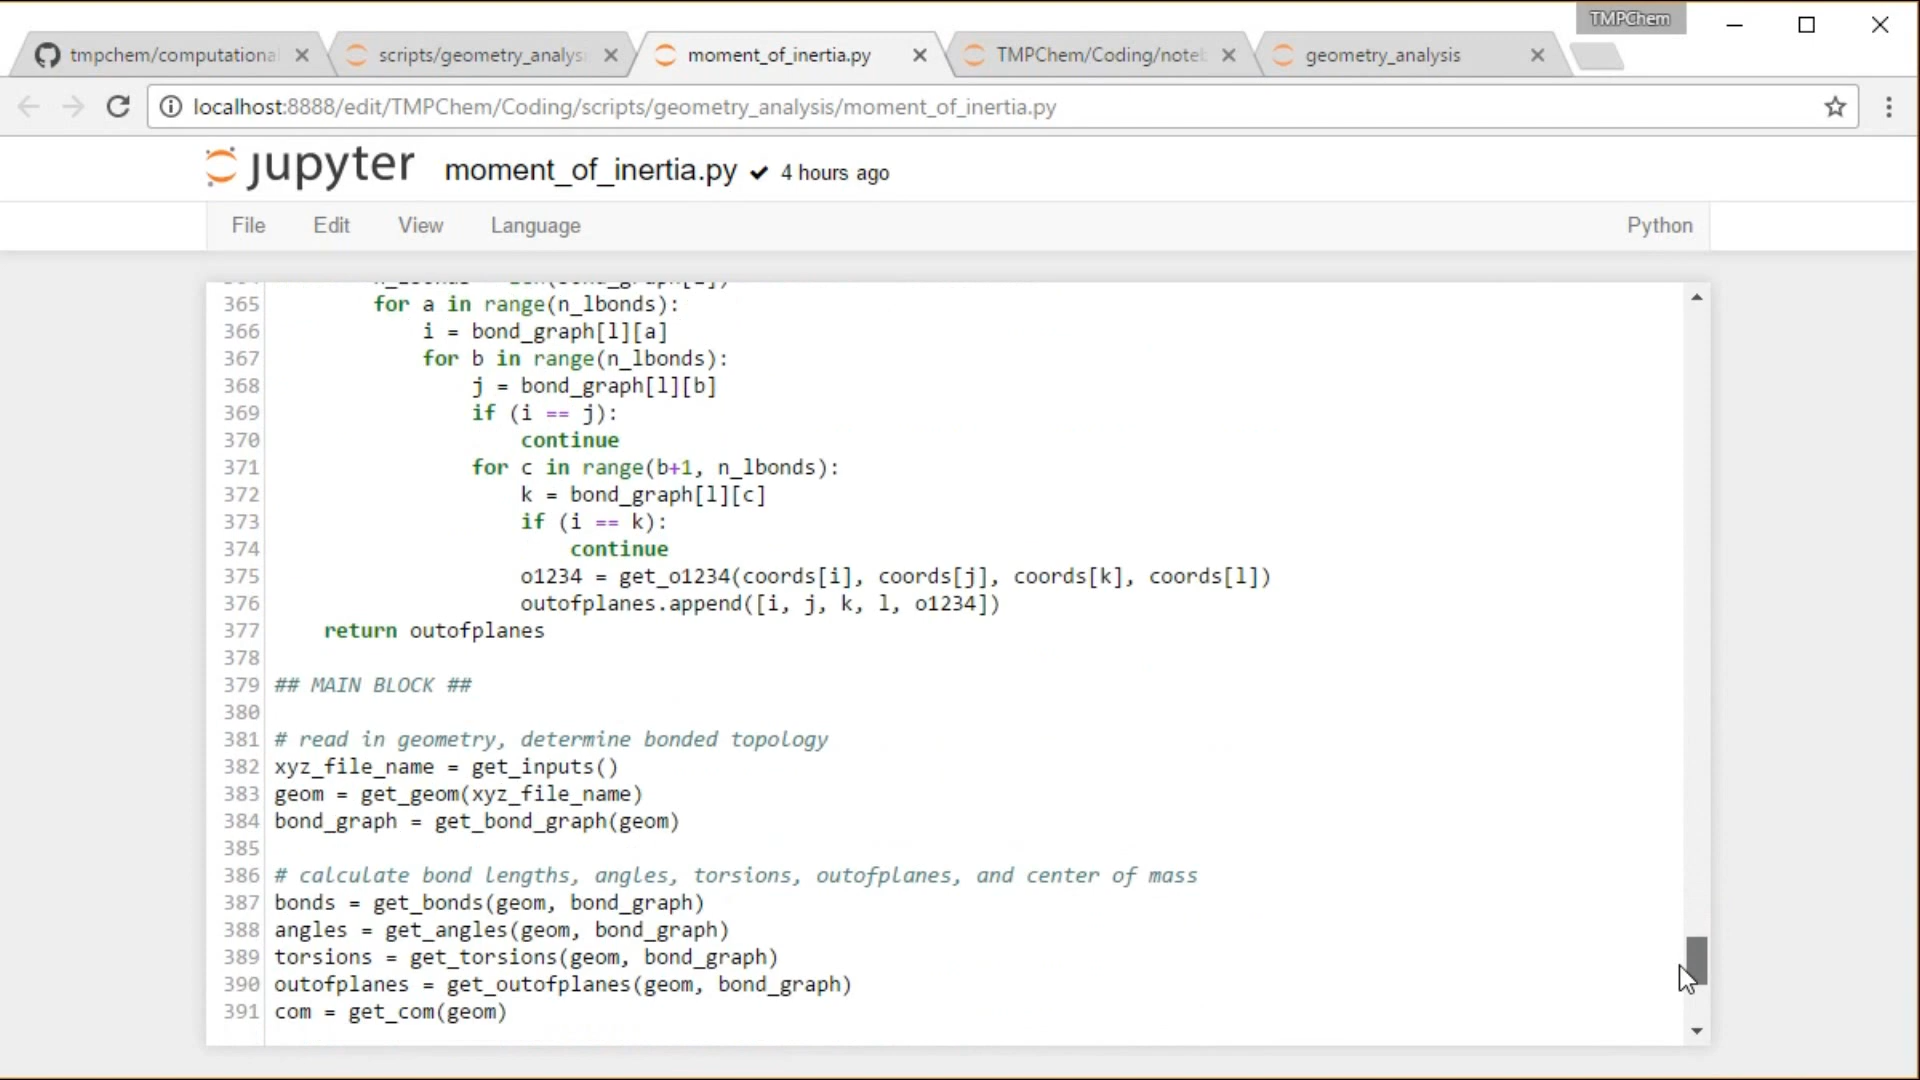 TMPChem
tmpchem/computational
scripts/geometry_analysi
moment_of_inertia.py
TMPChem/Coding/noteb
geometry_analysis
localhost:8888/edit/TMPChem/Coding/scripts/geometry_analysis/moment_of_inertia.py
jupyter moment_of_inertia.py ✔ 4 hours ago
File Edit View Language Python
365 for a in range(n_lbonds):
366 i = bond_graph[l][a]
367 for b in range(n_lbonds):
368 j = bond_graph[l][b]
369 if (i == j):
370 continue
371 for c in range(b+1, n_lbonds):
372 k = bond_graph[l][c]
373 if (i == k):
374 continue
375 o1234 = get_o1234(coords[i], coords[j], coords[k], coords[l])
376 outofplanes.append([i, j, k, l, o1234])
377 return outofplanes
378
379 ## MAIN BLOCK ##
380
381 # read in geometry, determine bonded topology
382 xyz_file_name = get_inputs()
383 geom = get_geom(xyz_file_name)
384 bond_graph = get_bond_graph(geom)
385
386 # calculate bond lengths, angles, torsions, outofplanes, and center of mass
387 bonds = get_bonds(geom, bond_graph)
388 angles = get_angles(geom, bond_graph)
389 torsions = get_torsions(geom, bond_graph)
390 outofplanes = get_outofplanes(geom, bond_graph)
391 com = get_com(geom)